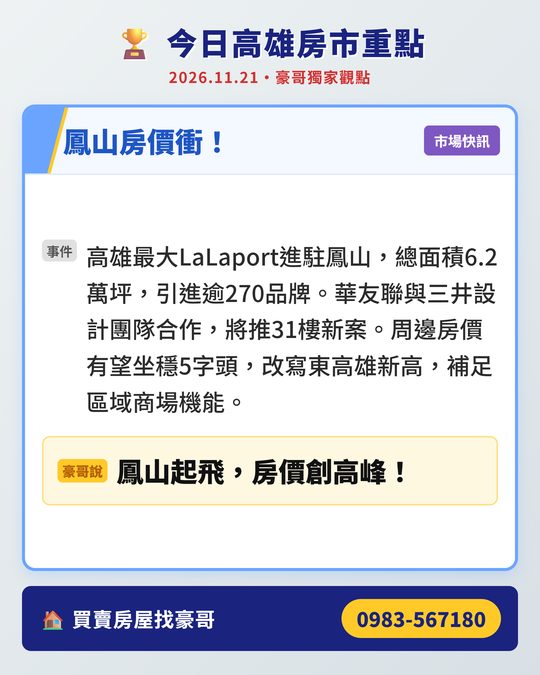 今日高雄房市重點
2026.11.21・豪哥獨家觀點
鳳山房價衝！
市場快訊
事件
高雄最大LaLaport進駐鳳山，總面積6.2
萬坪，引進逾270品牌。華友聯與三井設
計團隊合作，將推31樓新案。周邊房價
有望坐穩5字頭，改寫東高雄新高，補足
區域商場機能。
豪哥說
鳳山起飛，房價創高峰！
買賣房屋找豪哥
0983-567180